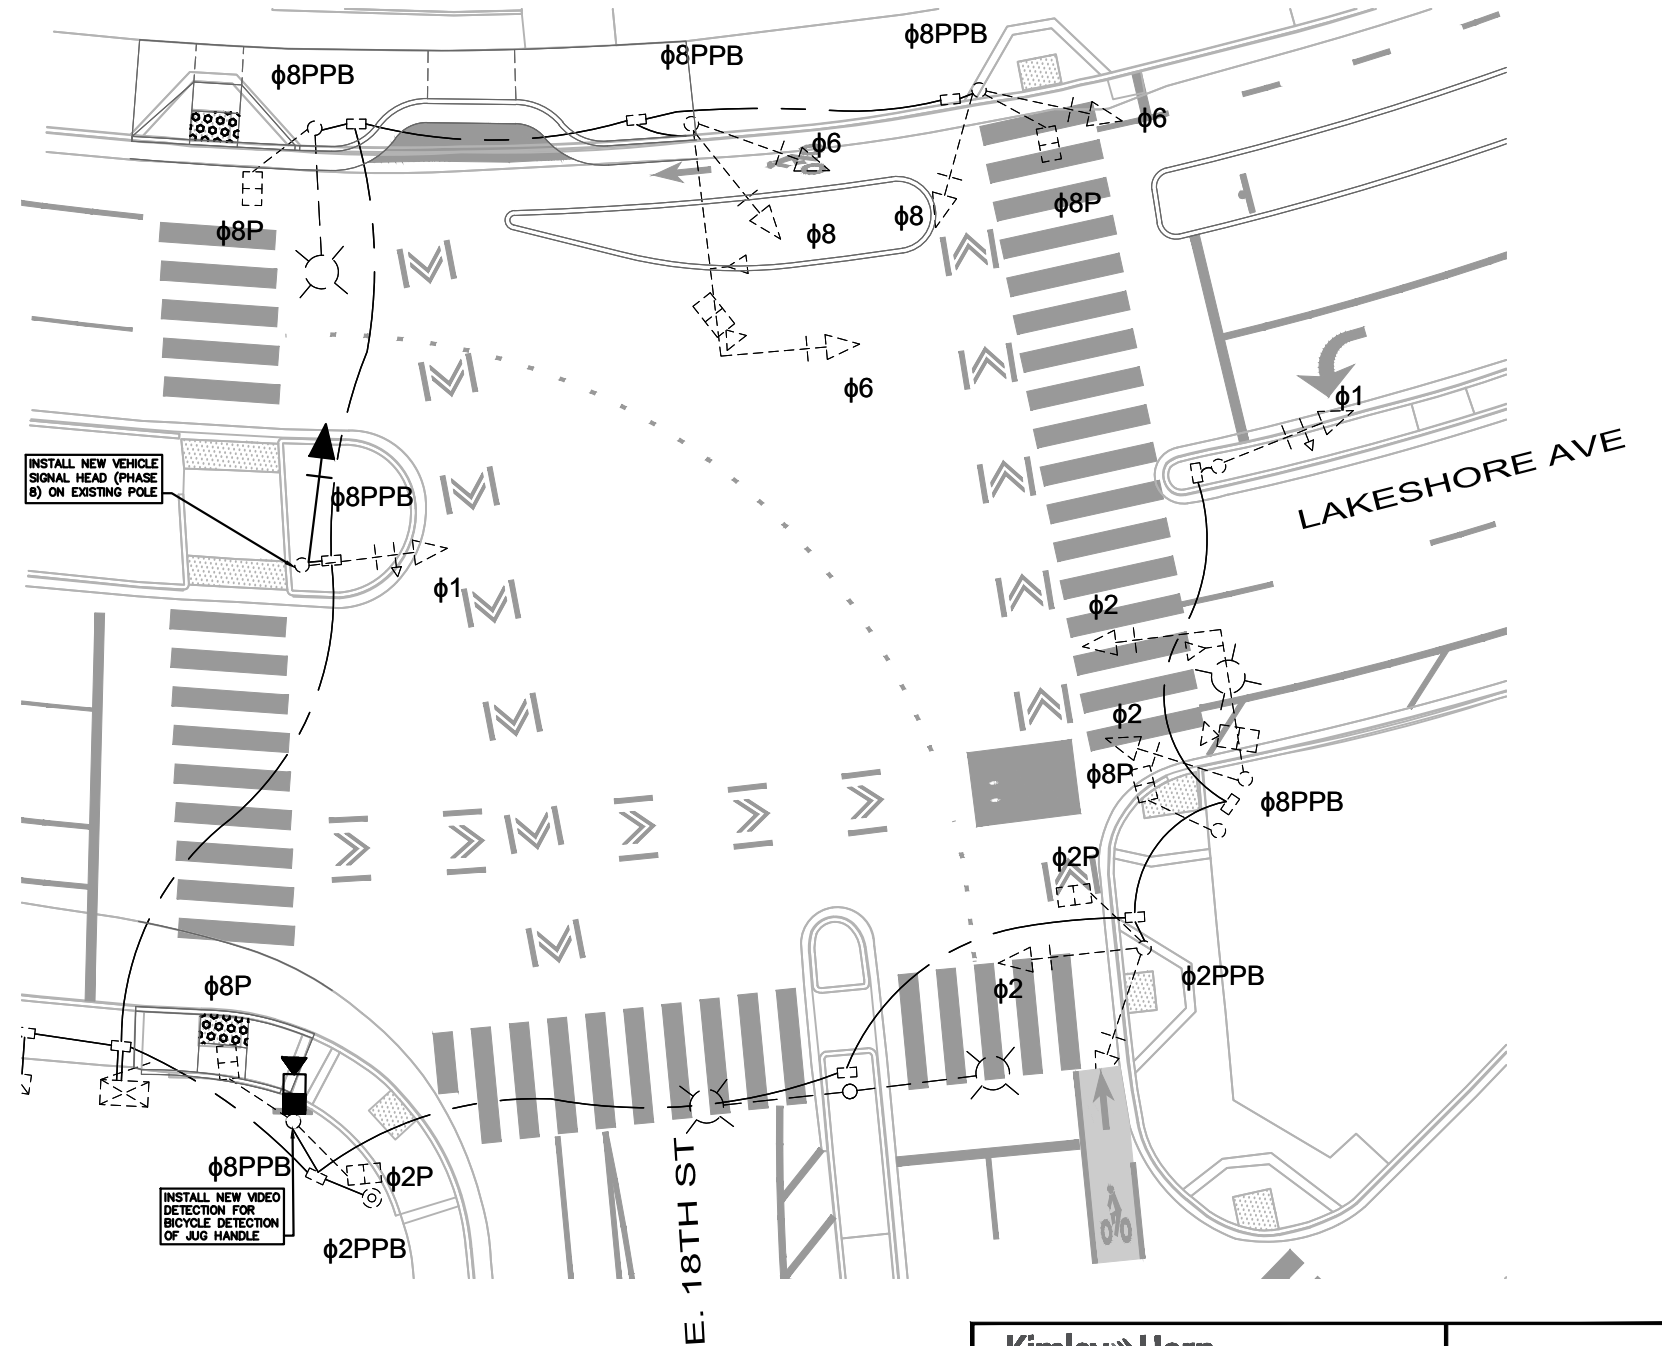 ϕ8PPB
ϕ8PPB
ϕ8PPB
ϕ6
ϕ6
ϕ8P
ϕ8P
ϕ8
ϕ8
ϕ6
ϕ1
LAKESHORE AVE
INSTALL NEW VEHICLE
SIGNAL HEAD (PHASE
8) ON EXISTING POLE
ϕ8PPB
ϕ1
ϕ2
ϕ2
ϕ8P
ϕ8PPB
ϕ2P
ϕ2PPB
ϕ2
ϕ8P
ϕ8PPB
ϕ2P
INSTALL NEW VIDEO
DETECTION FOR
BICYCLE DETECTION
OF JUG HANDLE
ϕ2PPB
E. 18TH ST
Kimley»Horn